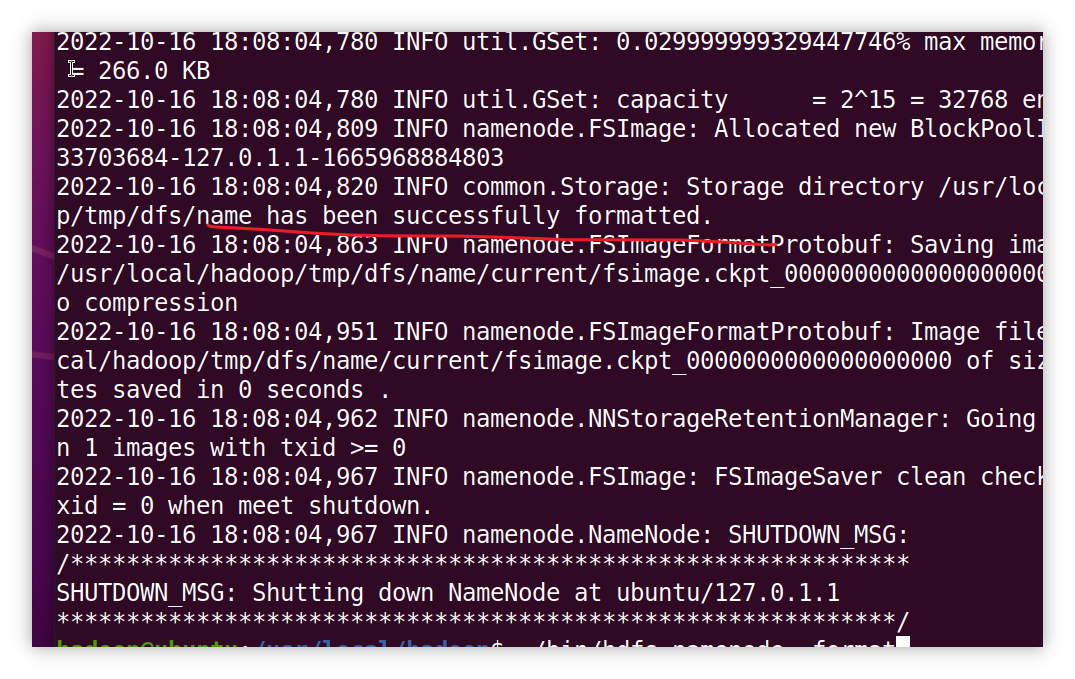 2022-10-16 18:08:04,780 INFO util.GSet: 0.029999999329447746% max memor
= 266.0 KB
2022-10-16 18:08:04,780 INFO util.GSet: capacity      = 2^15 = 32768 en
2022-10-16 18:08:04,809 INFO namenode.FSImage: Allocated new BlockPoolI
33703684-127.0.1.1-1665968884803
2022-10-16 18:08:04,820 INFO common.Storage: Storage directory /usr/loc
p/tmp/dfs/name has been successfully formatted.
2022-10-16 18:08:04,863 INFO namenode.FSImageFormatProtobuf: Saving ima
/usr/local/hadoop/tmp/dfs/name/current/fsimage.ckpt_0000000000000000000
o compression
2022-10-16 18:08:04,951 INFO namenode.FSImageFormatProtobuf: Image file
cal/hadoop/tmp/dfs/name/current/fsimage.ckpt_0000000000000000000 of siz
tes saved in 0 seconds .
2022-10-16 18:08:04,962 INFO namenode.NNStorageRetentionManager: Going
n 1 images with txid >= 0
2022-10-16 18:08:04,967 INFO namenode.FSImage: FSImageSaver clean check
xid = 0 when meet shutdown.
2022-10-16 18:08:04,967 INFO namenode.NameNode: SHUTDOWN_MSG:
/************************************************************
SHUTDOWN_MSG: Shutting down NameNode at ubuntu/127.0.1.1
************************************************************/
hadoop@ubuntu:/usr/local/hadoop$ ./bin/hdfs namenode -format